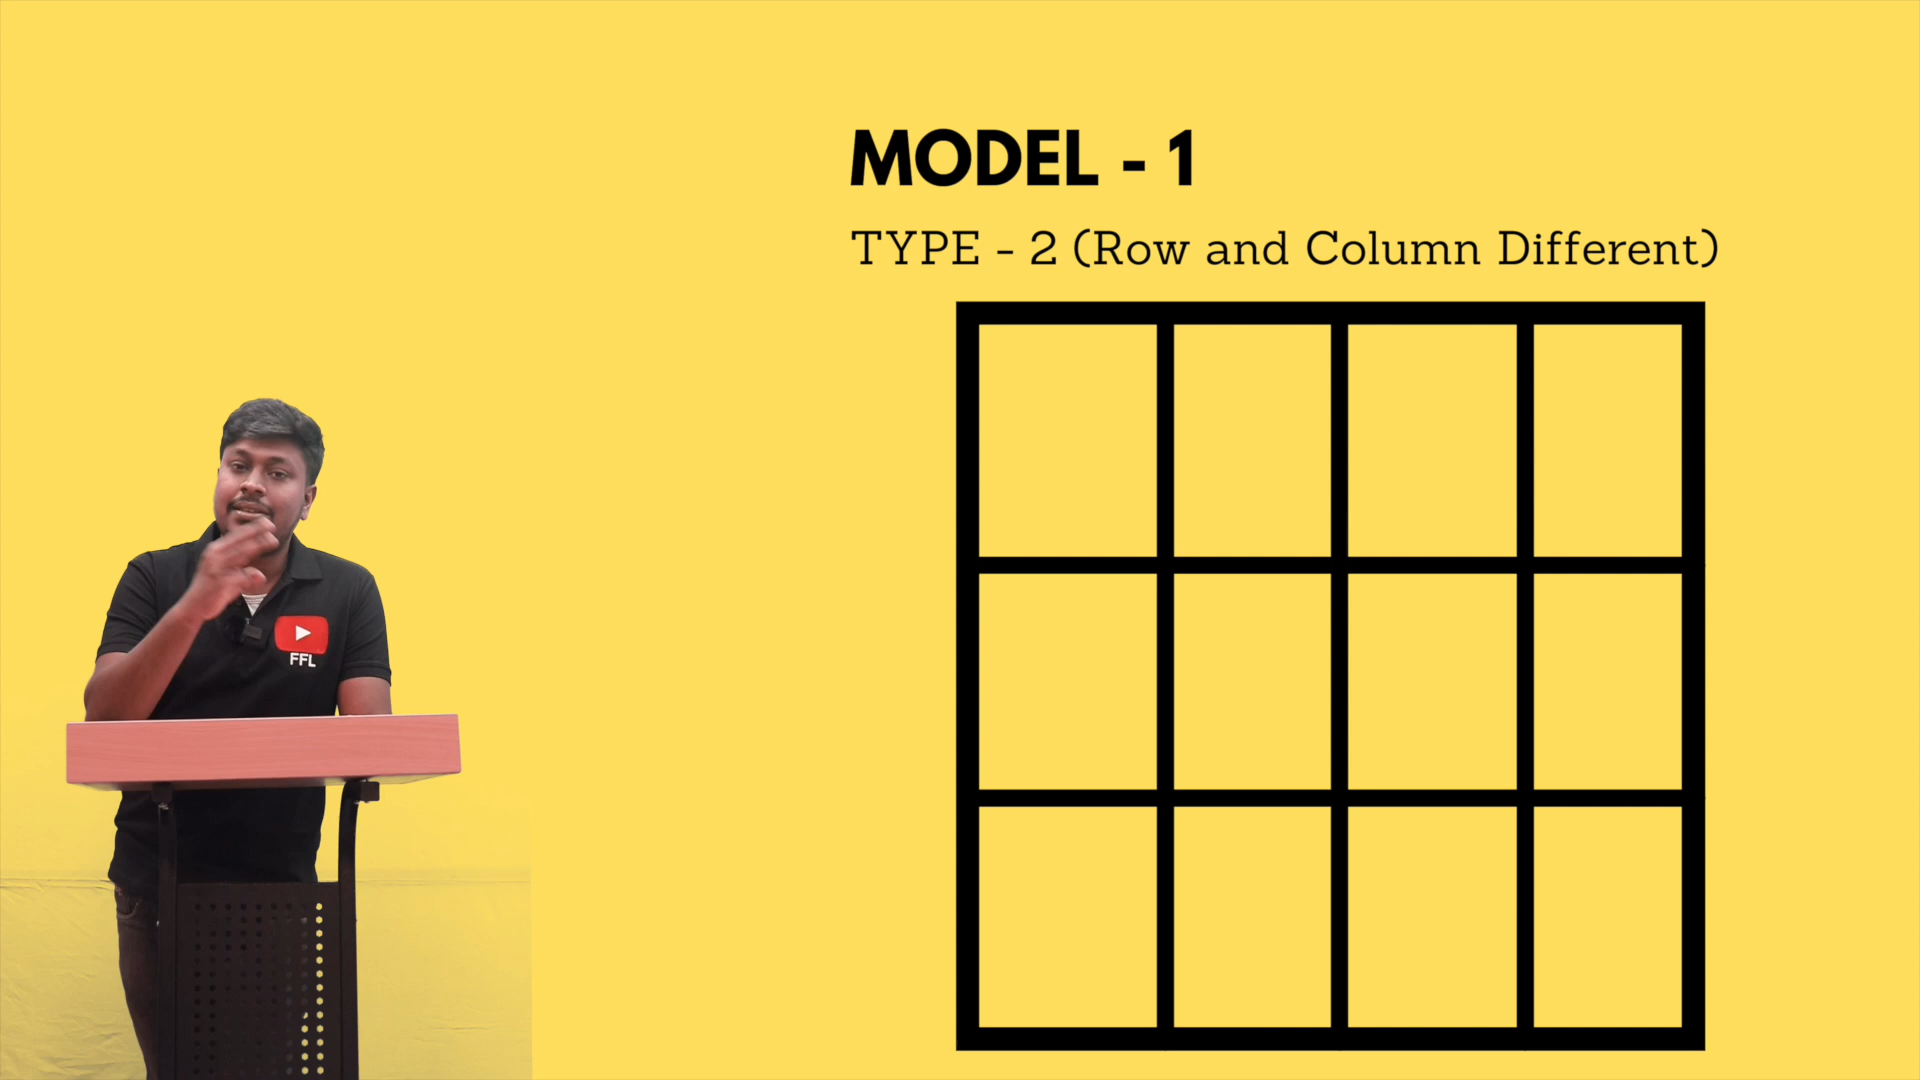 MODEL - 1
TYPE - 2 (Row and Column Different)
FFL